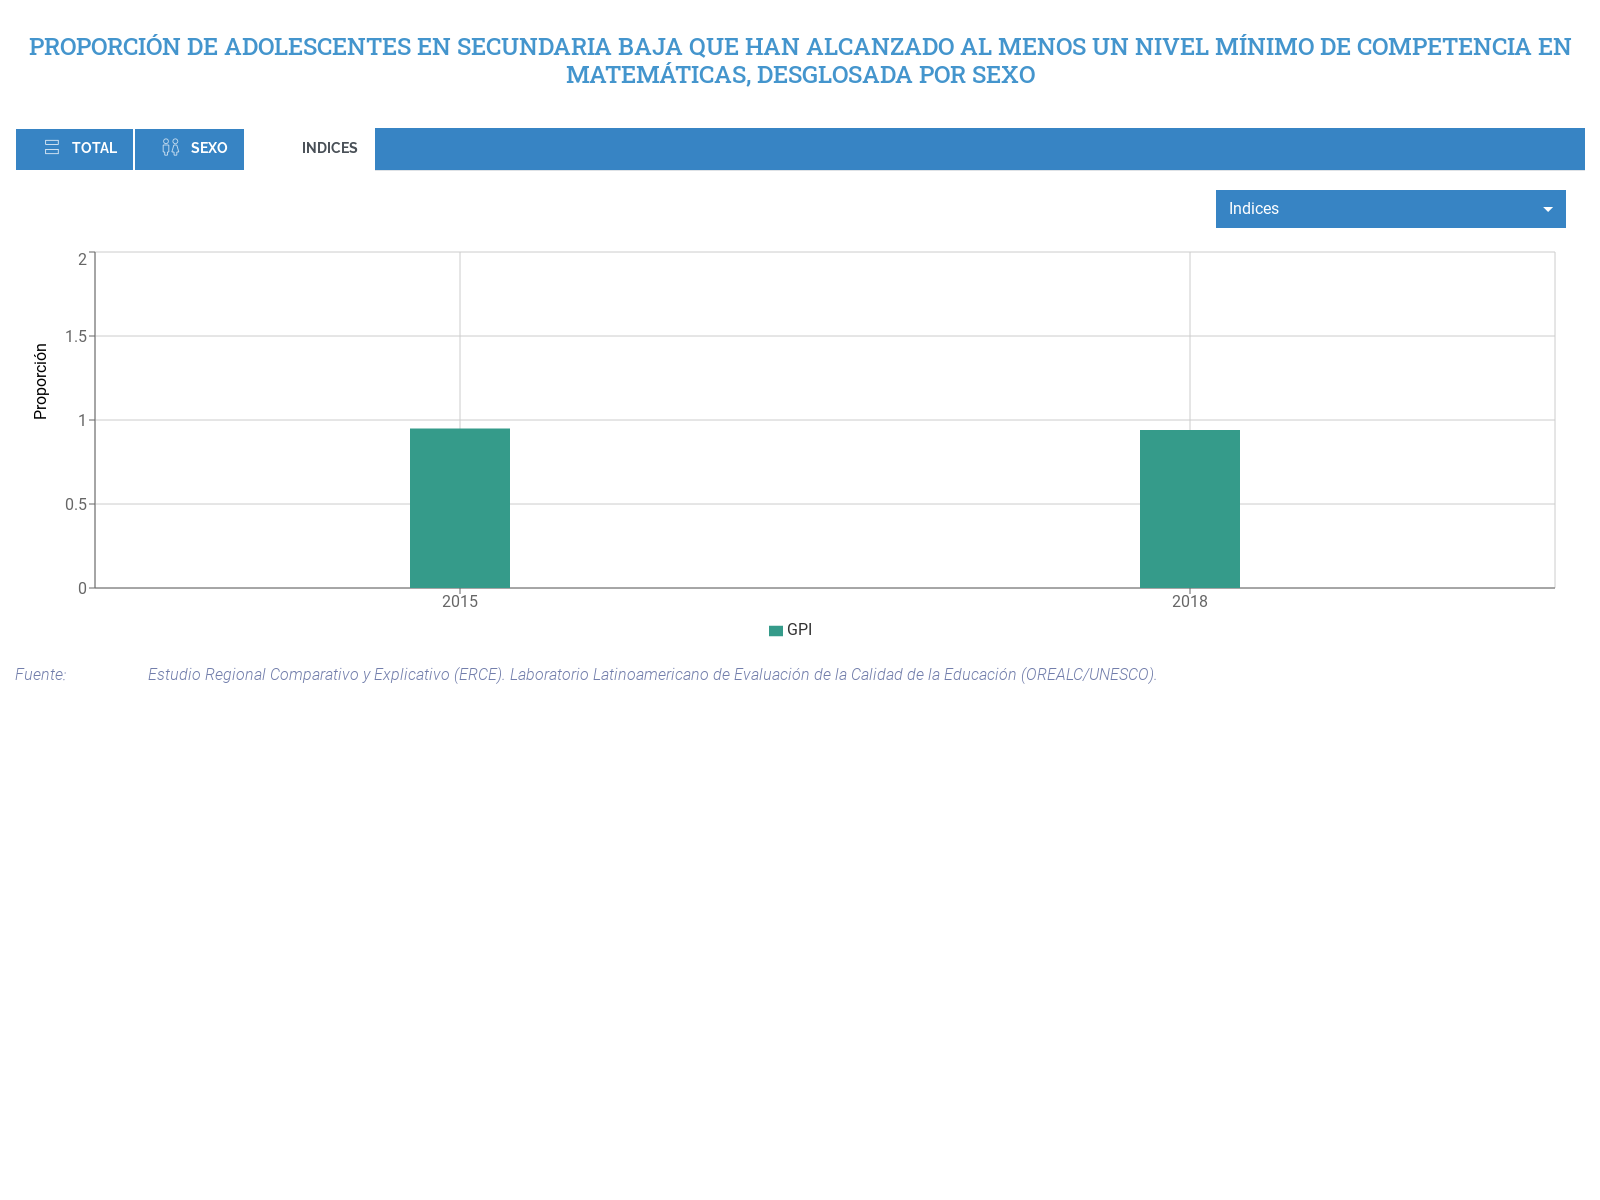 PROPORCIÓN DE ADOLESCENTES EN SECUNDARIA BAJA QUE HAN ALCANZADO AL MENOS UN NIVEL MÍNIMO DE COMPETENCIA EN
MATEMÁTICAS, DESGLOSADA POR SEXO
TOTAL SEXO INDICES
Indices
Proporción
2
1.5
1
0.5
0
2015 2018
GPI
Fuente: Estudio Regional Comparativo y Explicativo (ERCE). Laboratorio Latinoamericano de Evaluación de la Calidad de la Educación (OREALC/UNESCO).